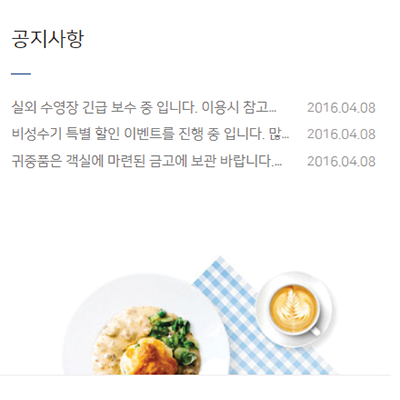 공지사항
실외 수영장 긴급 보수 중 입니다. 이용시 참고... 2016.04.08
비성수기 특별 할인 이벤트를 진행 중 입니다. 많... 2016.04.08
귀중품은 객실에 마련된 금고에 보관 바랍니다.... 2016.04.08